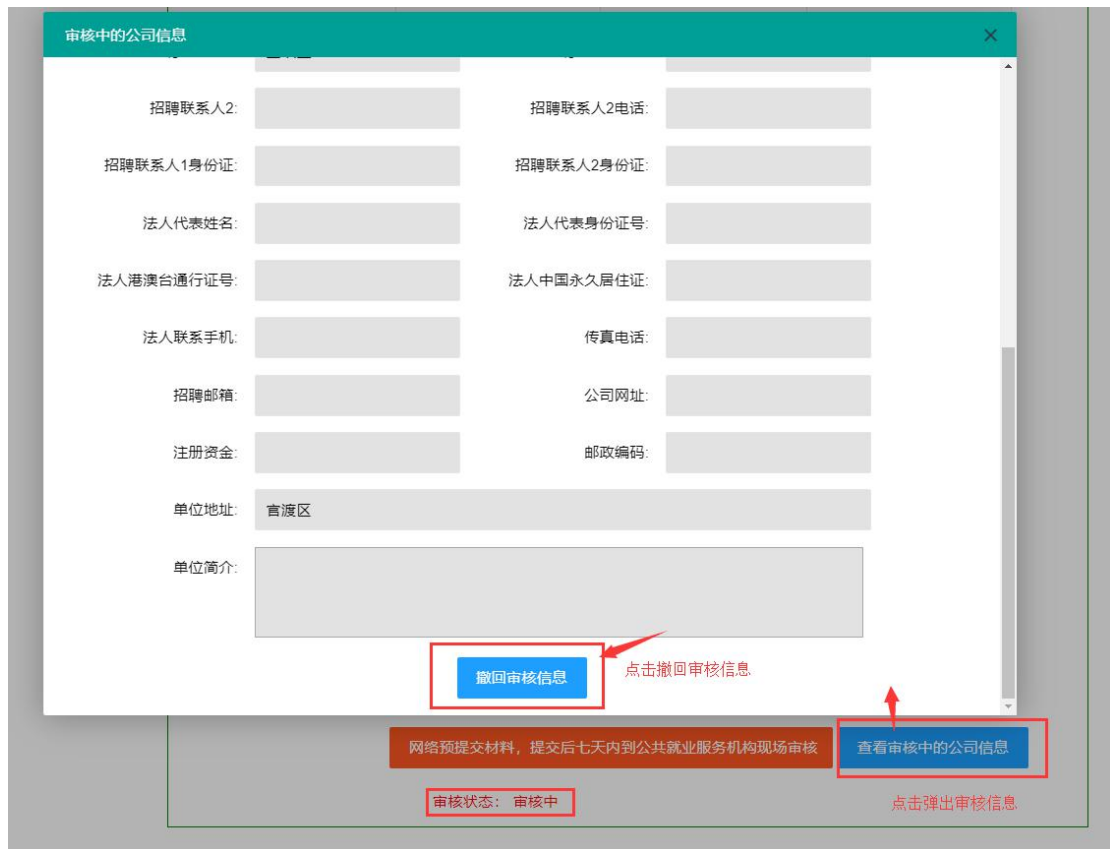 审核中的公司信息
招聘联系人2: 招聘联系人2电话:
招聘联系人1身份证: 招聘联系人2身份证:
法人代表姓名: 法人代表身份证号:
法人港澳台通行证号: 法人中国永久居住证:
法人联系手机: 传真电话:
招聘邮箱: 公司网址:
注册资金: 邮政编码:
单位地址: 官渡区
单位简介:
撤回审核信息 点击撤回审核信息
网络预提交材料，提交后七天内到公共就业服务机构现场审核 查看审核中的公司信息
审核状态： 审核中 点击弹出审核信息